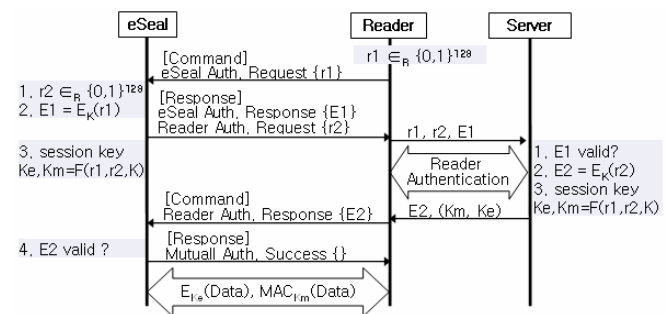 eSeal
Reader
Server
r1 ∈R {0,1}¹²⁸
[Command]
eSeal Auth, Request {r1}
1. r2 ∈R {0,1}¹²⁸
2. E1 = EK(r1)
[Response]
eSeal Auth, Response {E1}
Reader Auth, Request {r2}
r1, r2, E1
3. session key
Ke,Km=F(r1,r2,K)
Reader
Authentication
1. E1 valid?
2. E2 = EK(r2)
3. session key
Ke,Km=F(r1,r2,K)
[Command]
Reader Auth, Response {E2}
E2, (Km, Ke)
4. E2 valid ?
[Response]
Mutuall Auth, Success {}
EKe(Data), MACKm(Data)